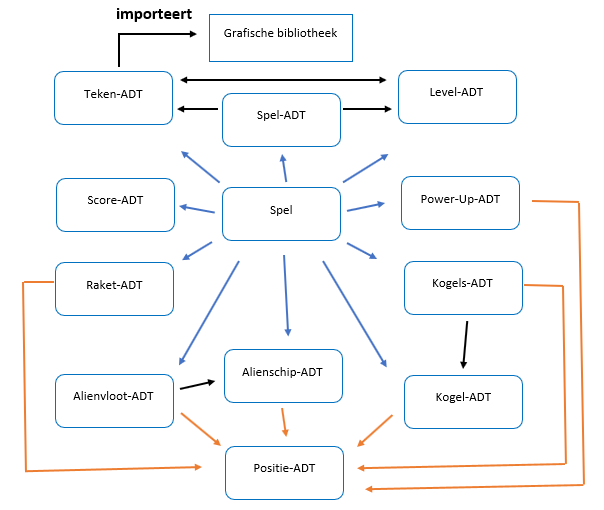 importeert
Grafische bibliotheek
Teken-ADT
Level-ADT
Spel-ADT
Score-ADT
Spel
Power-Up-ADT
Raket-ADT
Kogels-ADT
Alienvloot-ADT
Alienschip-ADT
Kogel-ADT
Positie-ADT